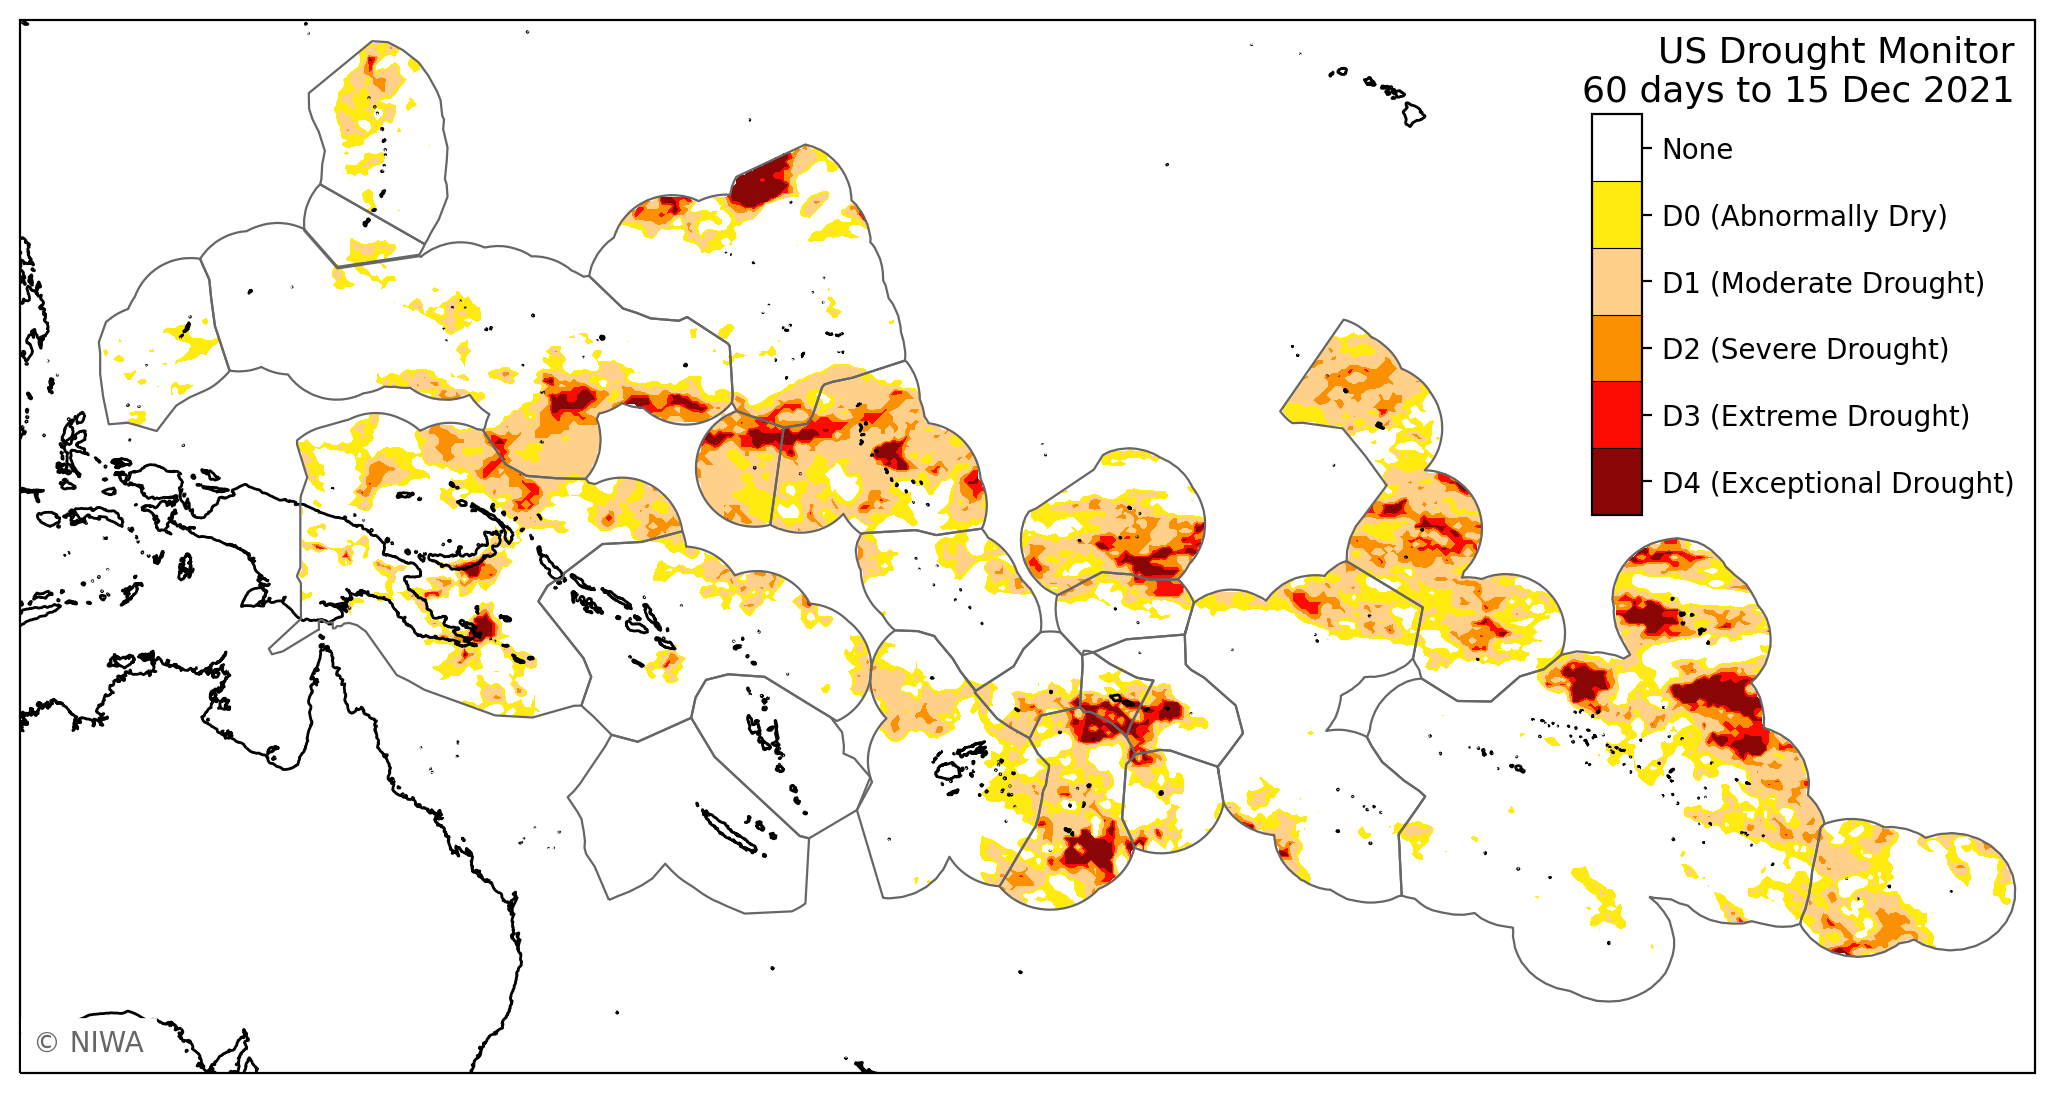 US Drought Monitor
60 days to 15 Dec 2021
None
D0 (Abnormally Dry)
D1 (Moderate Drought)
D2 (Severe Drought)
D3 (Extreme Drought)
D4 (Exceptional Drought)
© NIWA